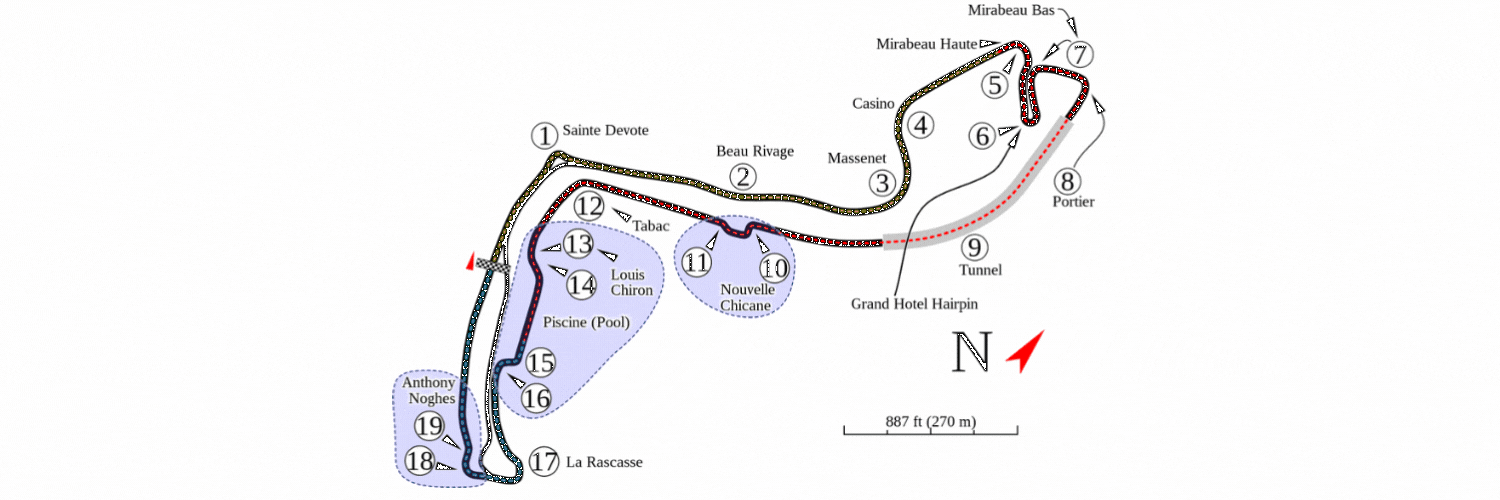 Mirabeau Bas
Mirabeau Haute
7
5
Casino
4
6
1 Sainte Devote
Beau Rivage
Massenet
2
3
8
Portier
12
Tabac
13
9
Tunnel
11
10
14
Louis
Chiron
Nouvelle
Chicane
Grand Hotel Hairpin
Piscine (Pool)
N
15
16
Anthony
Noghes
19
18
17 La Rascasse
887 ft (270 m)